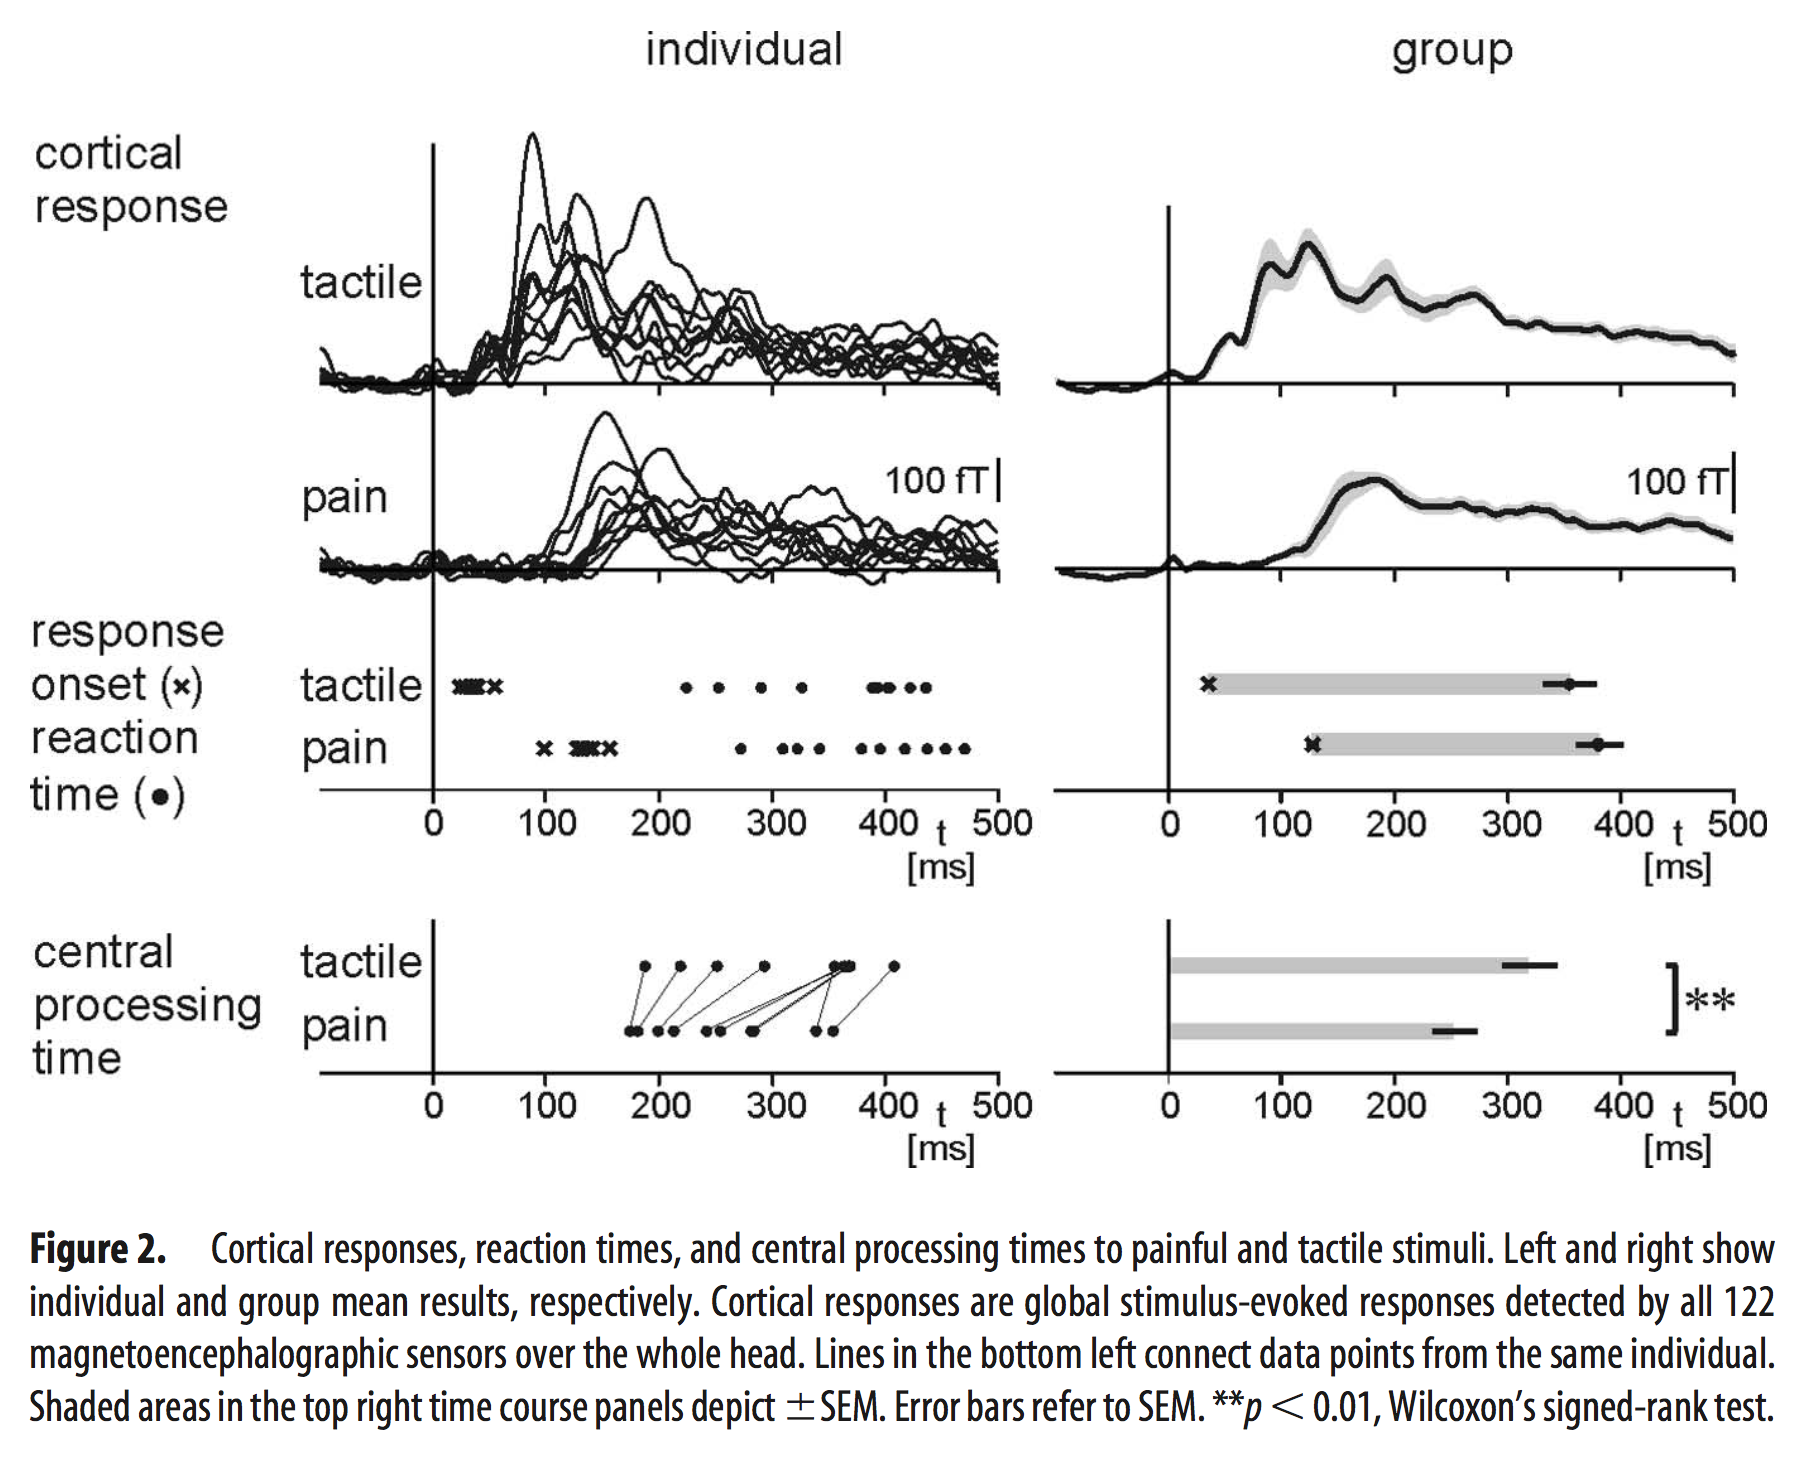 individual
group
cortical
response
tactile
pain
100 fT
100 fT
response
onset (×)
reaction
time (●)
tactile
pain
0 100 200 300 400 t 500
[ms]
0 100 200 300 400 t 500
[ms]
central
processing
time
tactile
pain
**
0 100 200 300 400 t 500
[ms]
0 100 200 300 400 t 500
[ms]
Figure 2. Cortical responses, reaction times, and central processing times to painful and tactile stimuli. Left and right show
individual and group mean results, respectively. Cortical responses are global stimulus-evoked responses detected by all 122
magnetoencephalographic sensors over the whole head. Lines in the bottom left connect data points from the same individual.
Shaded areas in the top right time course panels depict ±SEM. Error bars refer to SEM. **p < 0.01, Wilcoxon’s signed-rank test.